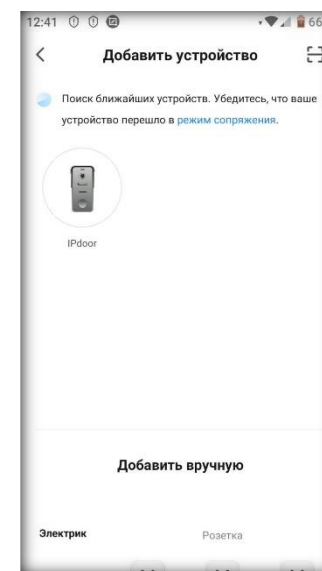 12:41 66
Добавить устройство
Поиск ближайших устройств. Убедитесь, что ваше
устройство перешло в режим сопряжения.
IPdoor
Добавить вручную
Электрик Розетка